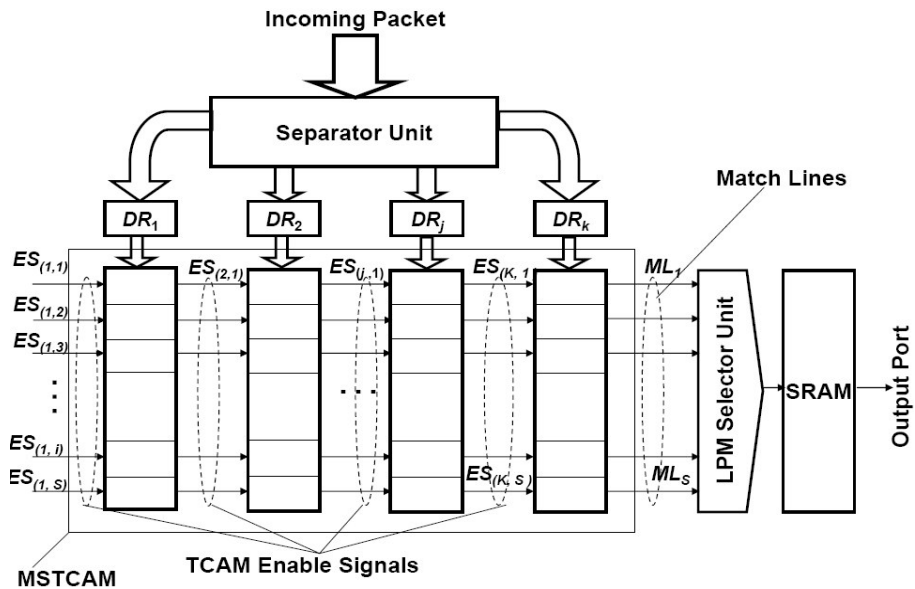 Incoming Packet
Separator Unit
Match Lines
DR1 DR2 DRj DRk
ES(1,1) ES(2,1) ES(j,1) ES(K, 1 ML1
ES(1,2)
ES(1,3)
ES(1, i)
ES(1, S) ES(K, S) MLS
LPM Selector Unit
SRAM
Output Port
TCAM Enable Signals
MSTCAM